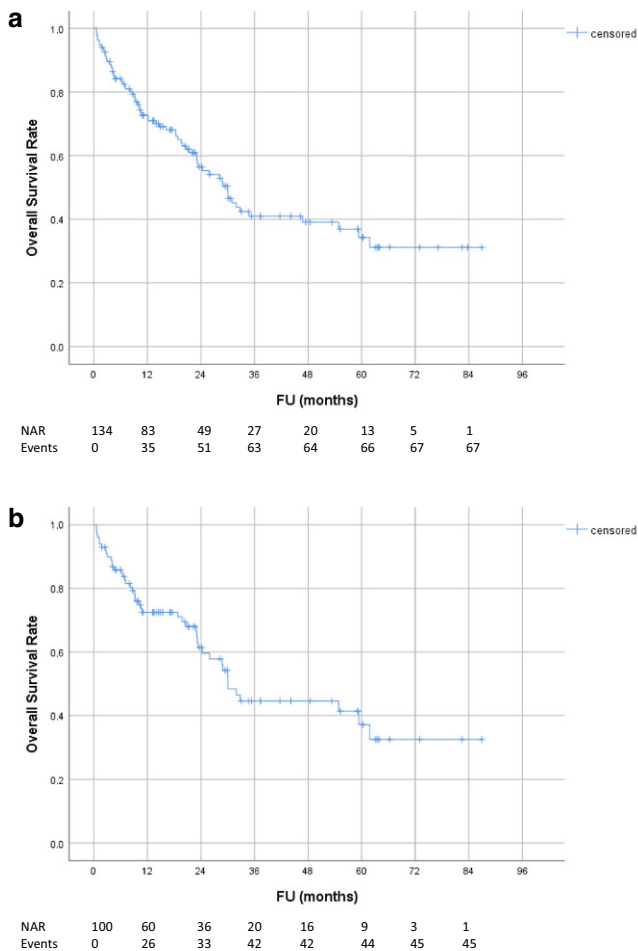 a
1.0
0.8
0.6
0.4
0.2
0.0
Overall Survival Rate
censored
0 12 24 36 48 60 72 84 96
FU (months)
NAR 134 83 49 27 20 13 5 1
Events 0 35 51 63 64 66 67 67
b
1.0
0.8
0.6
0.4
0.2
0.0
Overall Survival Rate
censored
0 12 24 36 48 60 72 84 96
FU (months)
NAR 100 60 36 20 16 9 3 1
Events 0 26 33 42 42 44 45 45